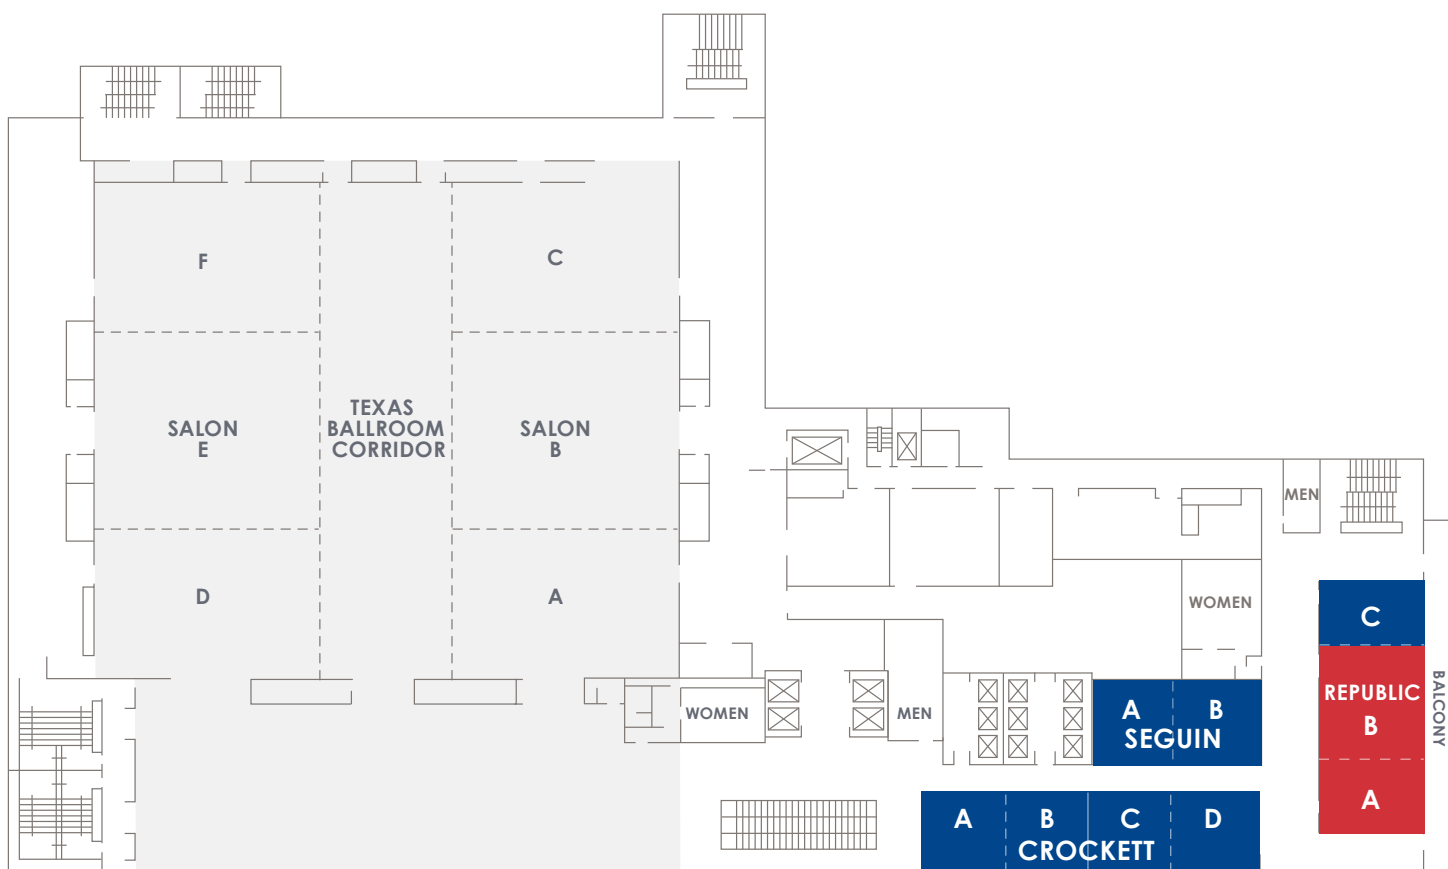 F
C
SALON
E
TEXAS
BALLROOM
CORRIDOR
SALON
B
D
A
MEN
WOMEN
C
REPUBLIC
B
A
BALCONY
WOMEN
MEN
A B
SEGUIN
A B C D
CROCKETT